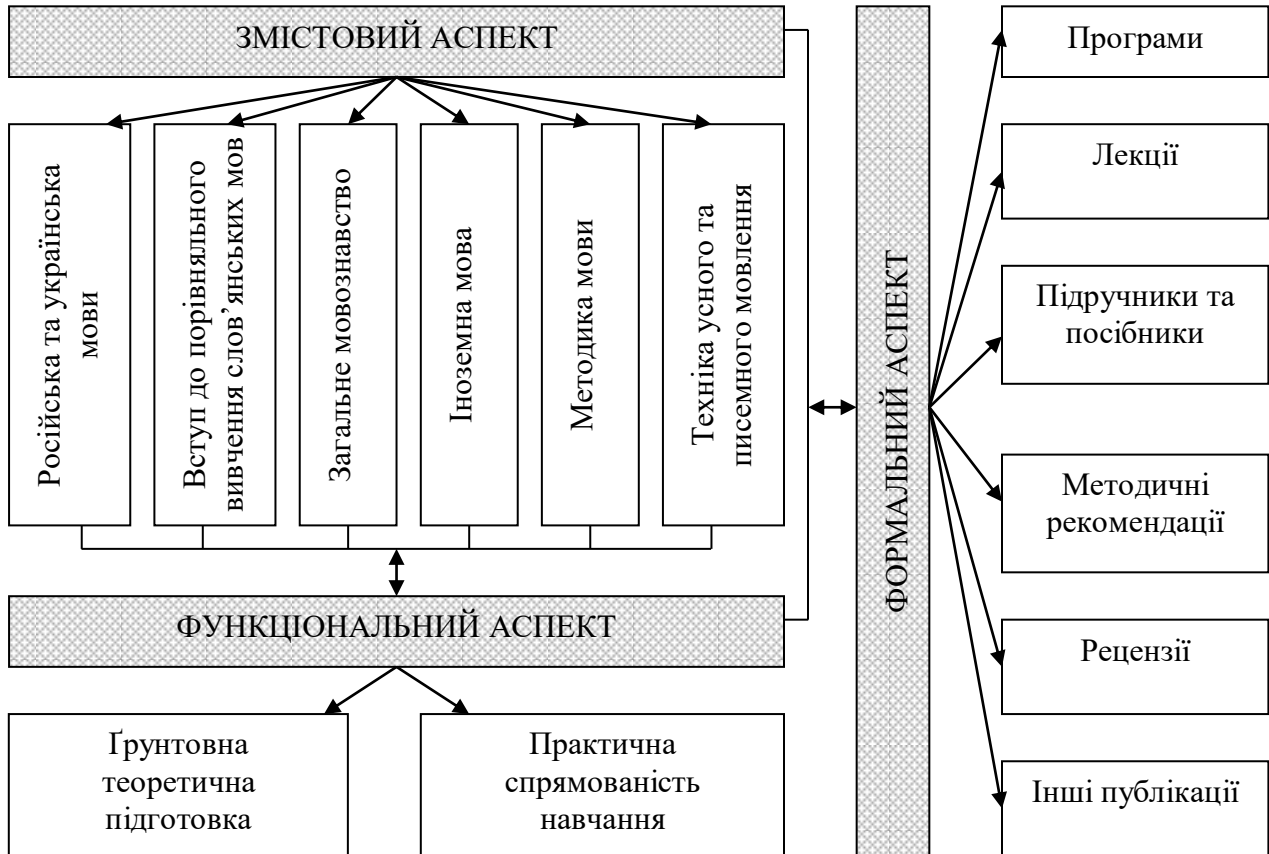 ЗМІСТОВИЙ АСПЕКТ
Російська та українська
мови
Вступ до порівняльного
вивчення слов’янських мов
Загальне мовознавство
Іноземна мова
Методика мови
Техніка усного та
писемного мовлення
ФУНКЦІОНАЛЬНИЙ АСПЕКТ
Ґрунтовна
теоретична
підготовка
Практична
спрямованість
навчання
ФОРМАЛЬНИЙ АСПЕКТ
Програми
Лекції
Підручники та
посібники
Методичні
рекомендації
Рецензії
Інші публікації